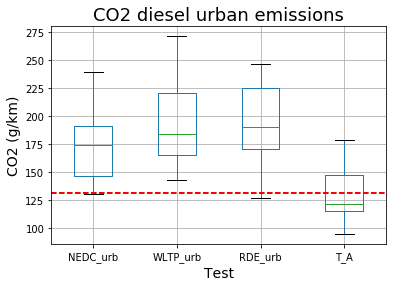 CO2 diesel urban emissions
275
250
225
200
175
150
125
100
CO2 (g/km)
NEDC_urb WLTP_urb RDE_urb T_A
Test